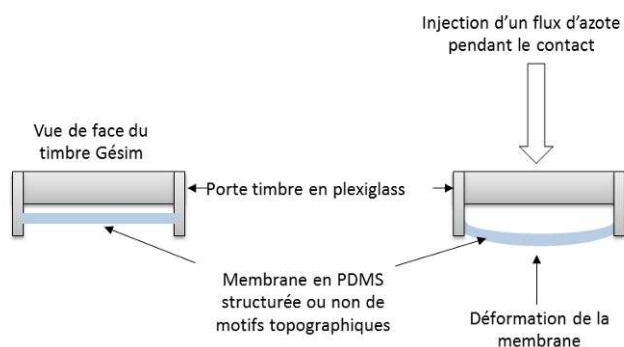 Injection d'un flux d'azote
pendant le contact
Vue de face du
timbre Gésim
Porte timbre en plexiglass
Membrane en PDMS
structurée ou non de
motifs topographiques
Déformation de la
membrane